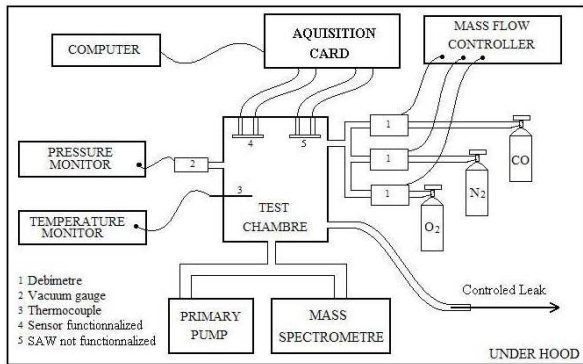 COMPUTER
AQUISITION
CARD
MASS FLOW
CONTROLLER
4
5
1
1
1
CO
N2
O2
PRESSURE
MONITOR
2
TEMPERATURE
MONITOR
3
TEST
CHAMBRE
1 Debimetre
2 Vacuum gauge
3 Thermocouple
4 Sensor functionnalized
5 SAW not functionnalized
PRIMARY
PUMP
MASS
SPECTROMETRE
Controled Leak
UNDER HOOD